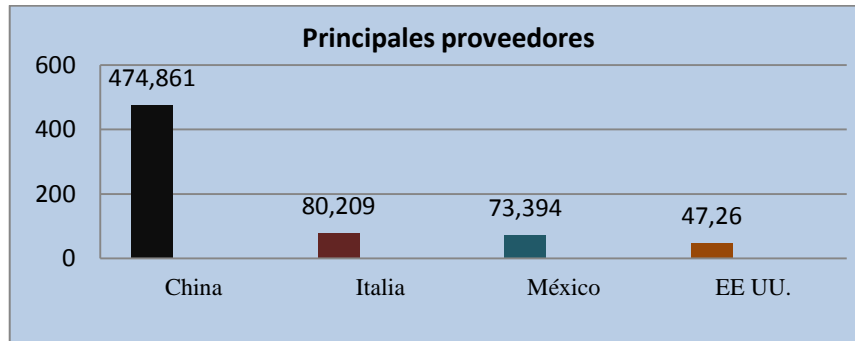 Principales proveedores
600
474,861
400
200
80,209
73,394
47,26
0
China
Italia
México
EE UU.